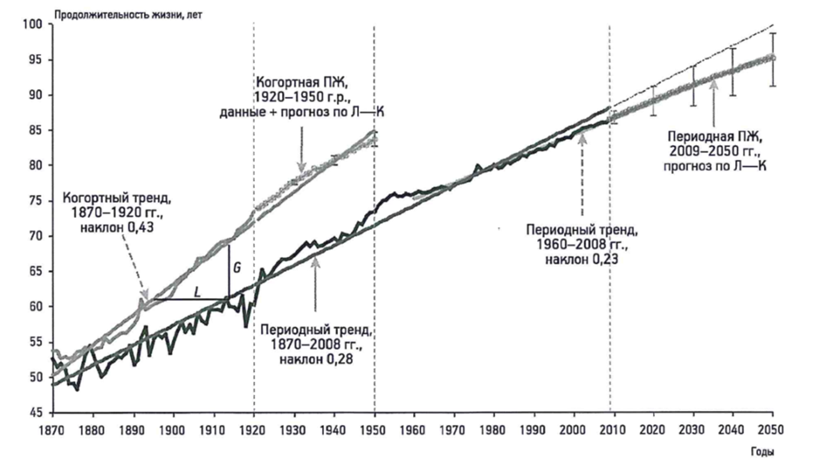 Продолжительность жизни, лет
100
95
90
85
80
75
70
65
60
55
50
45
Когортная ПЖ,
1920–1950 г.р.,
данные + прогноз по Л—К
Периодная ПЖ,
2009–2050 гг.,
прогноз по Л—К
Когортный тренд,
1870–1920 гг.,
наклон 0,43
Периодный тренд,
1960–2008 гг.,
наклон 0,23
G
L
Периодный тренд,
1870–2008 гг.,
наклон 0,28
1870 1880 1890 1900 1910 1920 1930 1940 1950 1960 1970 1980 1990 2000 2010 2020 2030 2040 2050
Годы